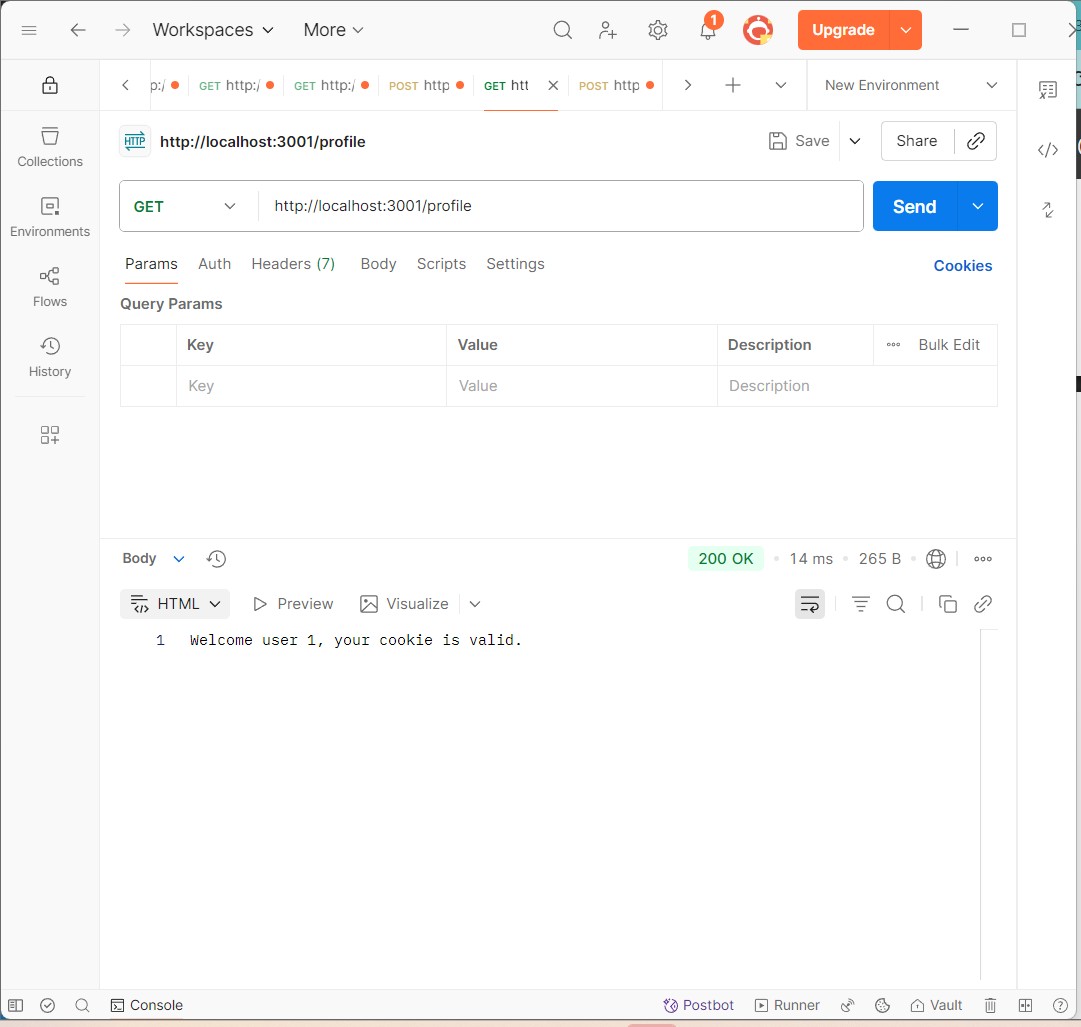 Workspaces More 1 Upgrade
p:/ GET http:/ GET http:/ POST http GET htt POST http New Environment
HTTP http://localhost:3001/profile Save Share
Collections
GET http://localhost:3001/profile Send
Environments
Params Auth Headers (7) Body Scripts Settings Cookies
Flows
Query Params
Key Value Description Bulk Edit
History
Key Value Description
Body 200 OK 14 ms 265 B
HTML Preview Visualize
1 Welcome user 1, your cookie is valid.
Console Postbot Runner Vault